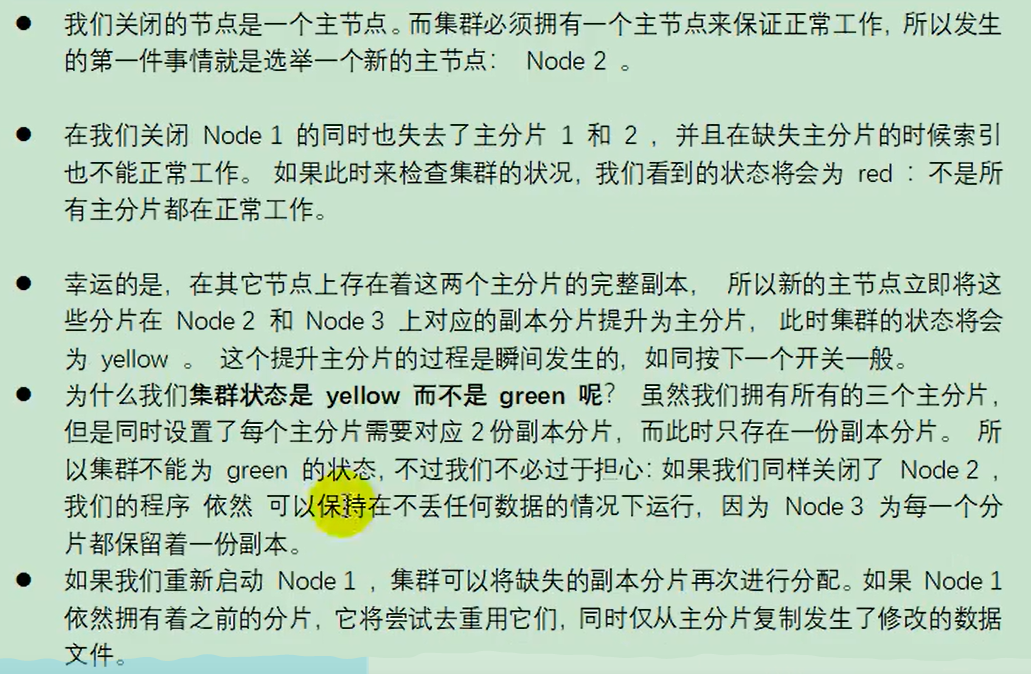 ● 我们关闭的节点是一个主节点。而集群必须拥有一个主节点来保证正常工作，所以发生
的第一件事情就是选举一个新的主节点： Node 2 。
● 在我们关闭 Node 1 的同时也失去了主分片 1 和 2 ，并且在缺失主分片的时候索引
也不能正常工作。 如果此时来检查集群的状况，我们看到的状态将会为 red ：不是所
有主分片都在正常工作。
● 幸运的是，在其它节点上存在着这两个主分片的完整副本， 所以新的主节点立即将这
些分片在 Node 2 和 Node 3 上对应的副本分片提升为主分片， 此时集群的状态将会
为 yellow 。 这个提升主分片的过程是瞬间发生的，如同按下一个开关一般。
● 为什么我们集群状态是 yellow 而不是 green 呢？ 虽然我们拥有所有的三个主分片，
但是同时设置了每个主分片需要对应 2 份副本分片，而此时只存在一份副本分片。 所
以集群不能为 green 的状态，不过我们不必过于担心：如果我们同样关闭了 Node 2 ，
我们的程序 依然 可以保持在不丢任何数据的情况下运行，因为 Node 3 为每一个分
片都保留着一份副本。
● 如果我们重新启动 Node 1 ，集群可以将缺失的副本分片再次进行分配。如果 Node 1
依然拥有着之前的分片，它将尝试去重用它们，同时仅从主分片复制发生了修改的数据
文件。